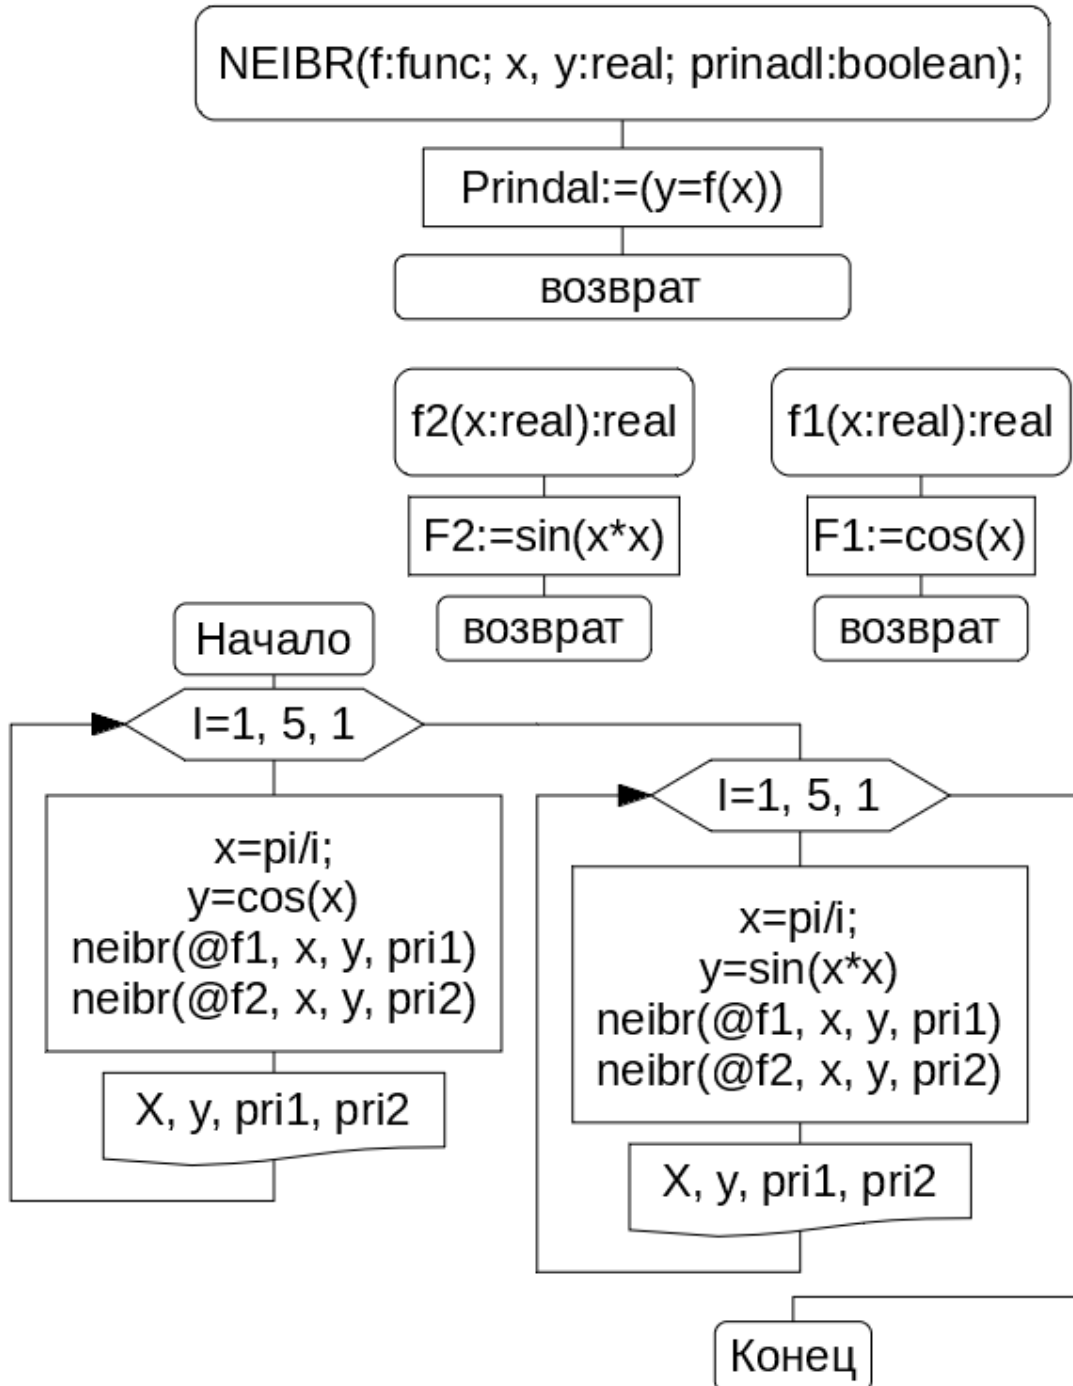 NEIBR(f:func; x, y:real; prinadl:boolean);
Prindal:=(y=f(x))
возврат
f2(x:real):real
F2:=sin(x*x)
возврат
f1(x:real):real
F1:=cos(x)
возврат
Начало
I=1, 5, 1
x=pi/i;
y=cos(x)
neibr(@f1, x, y, pri1)
neibr(@f2, x, y, pri2)
X, y, pri1, pri2
I=1, 5, 1
x=pi/i;
y=sin(x*x)
neibr(@f1, x, y, pri1)
neibr(@f2, x, y, pri2)
X, y, pri1, pri2
Конец